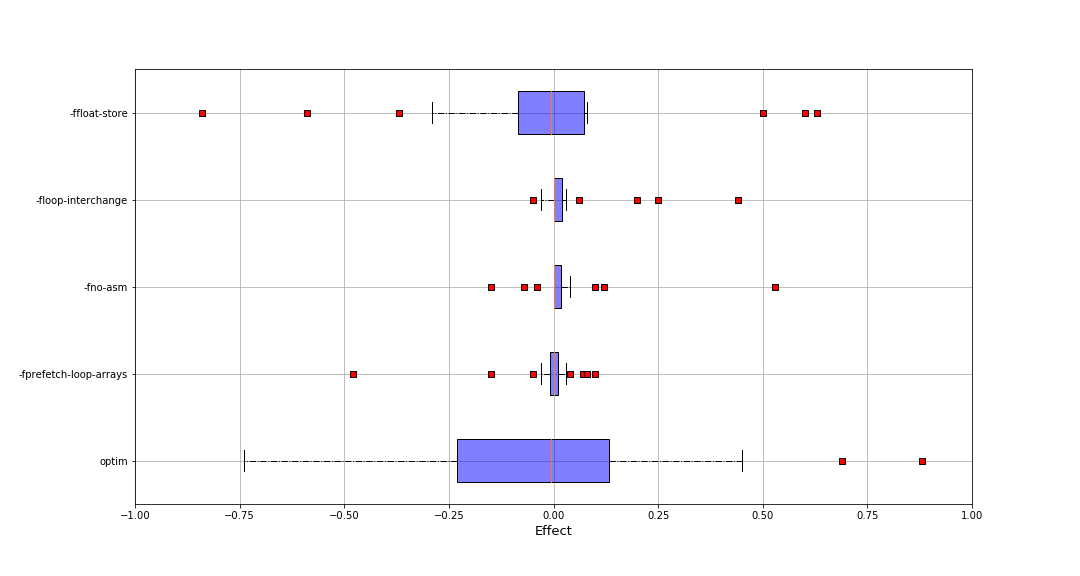 -ffloat-store
-floop-interchange
-fno-asm
-fprefetch-loop-arrays
optim
−1.00 −0.75 −0.50 −0.25 0.00 0.25 0.50 0.75 1.00
Effect